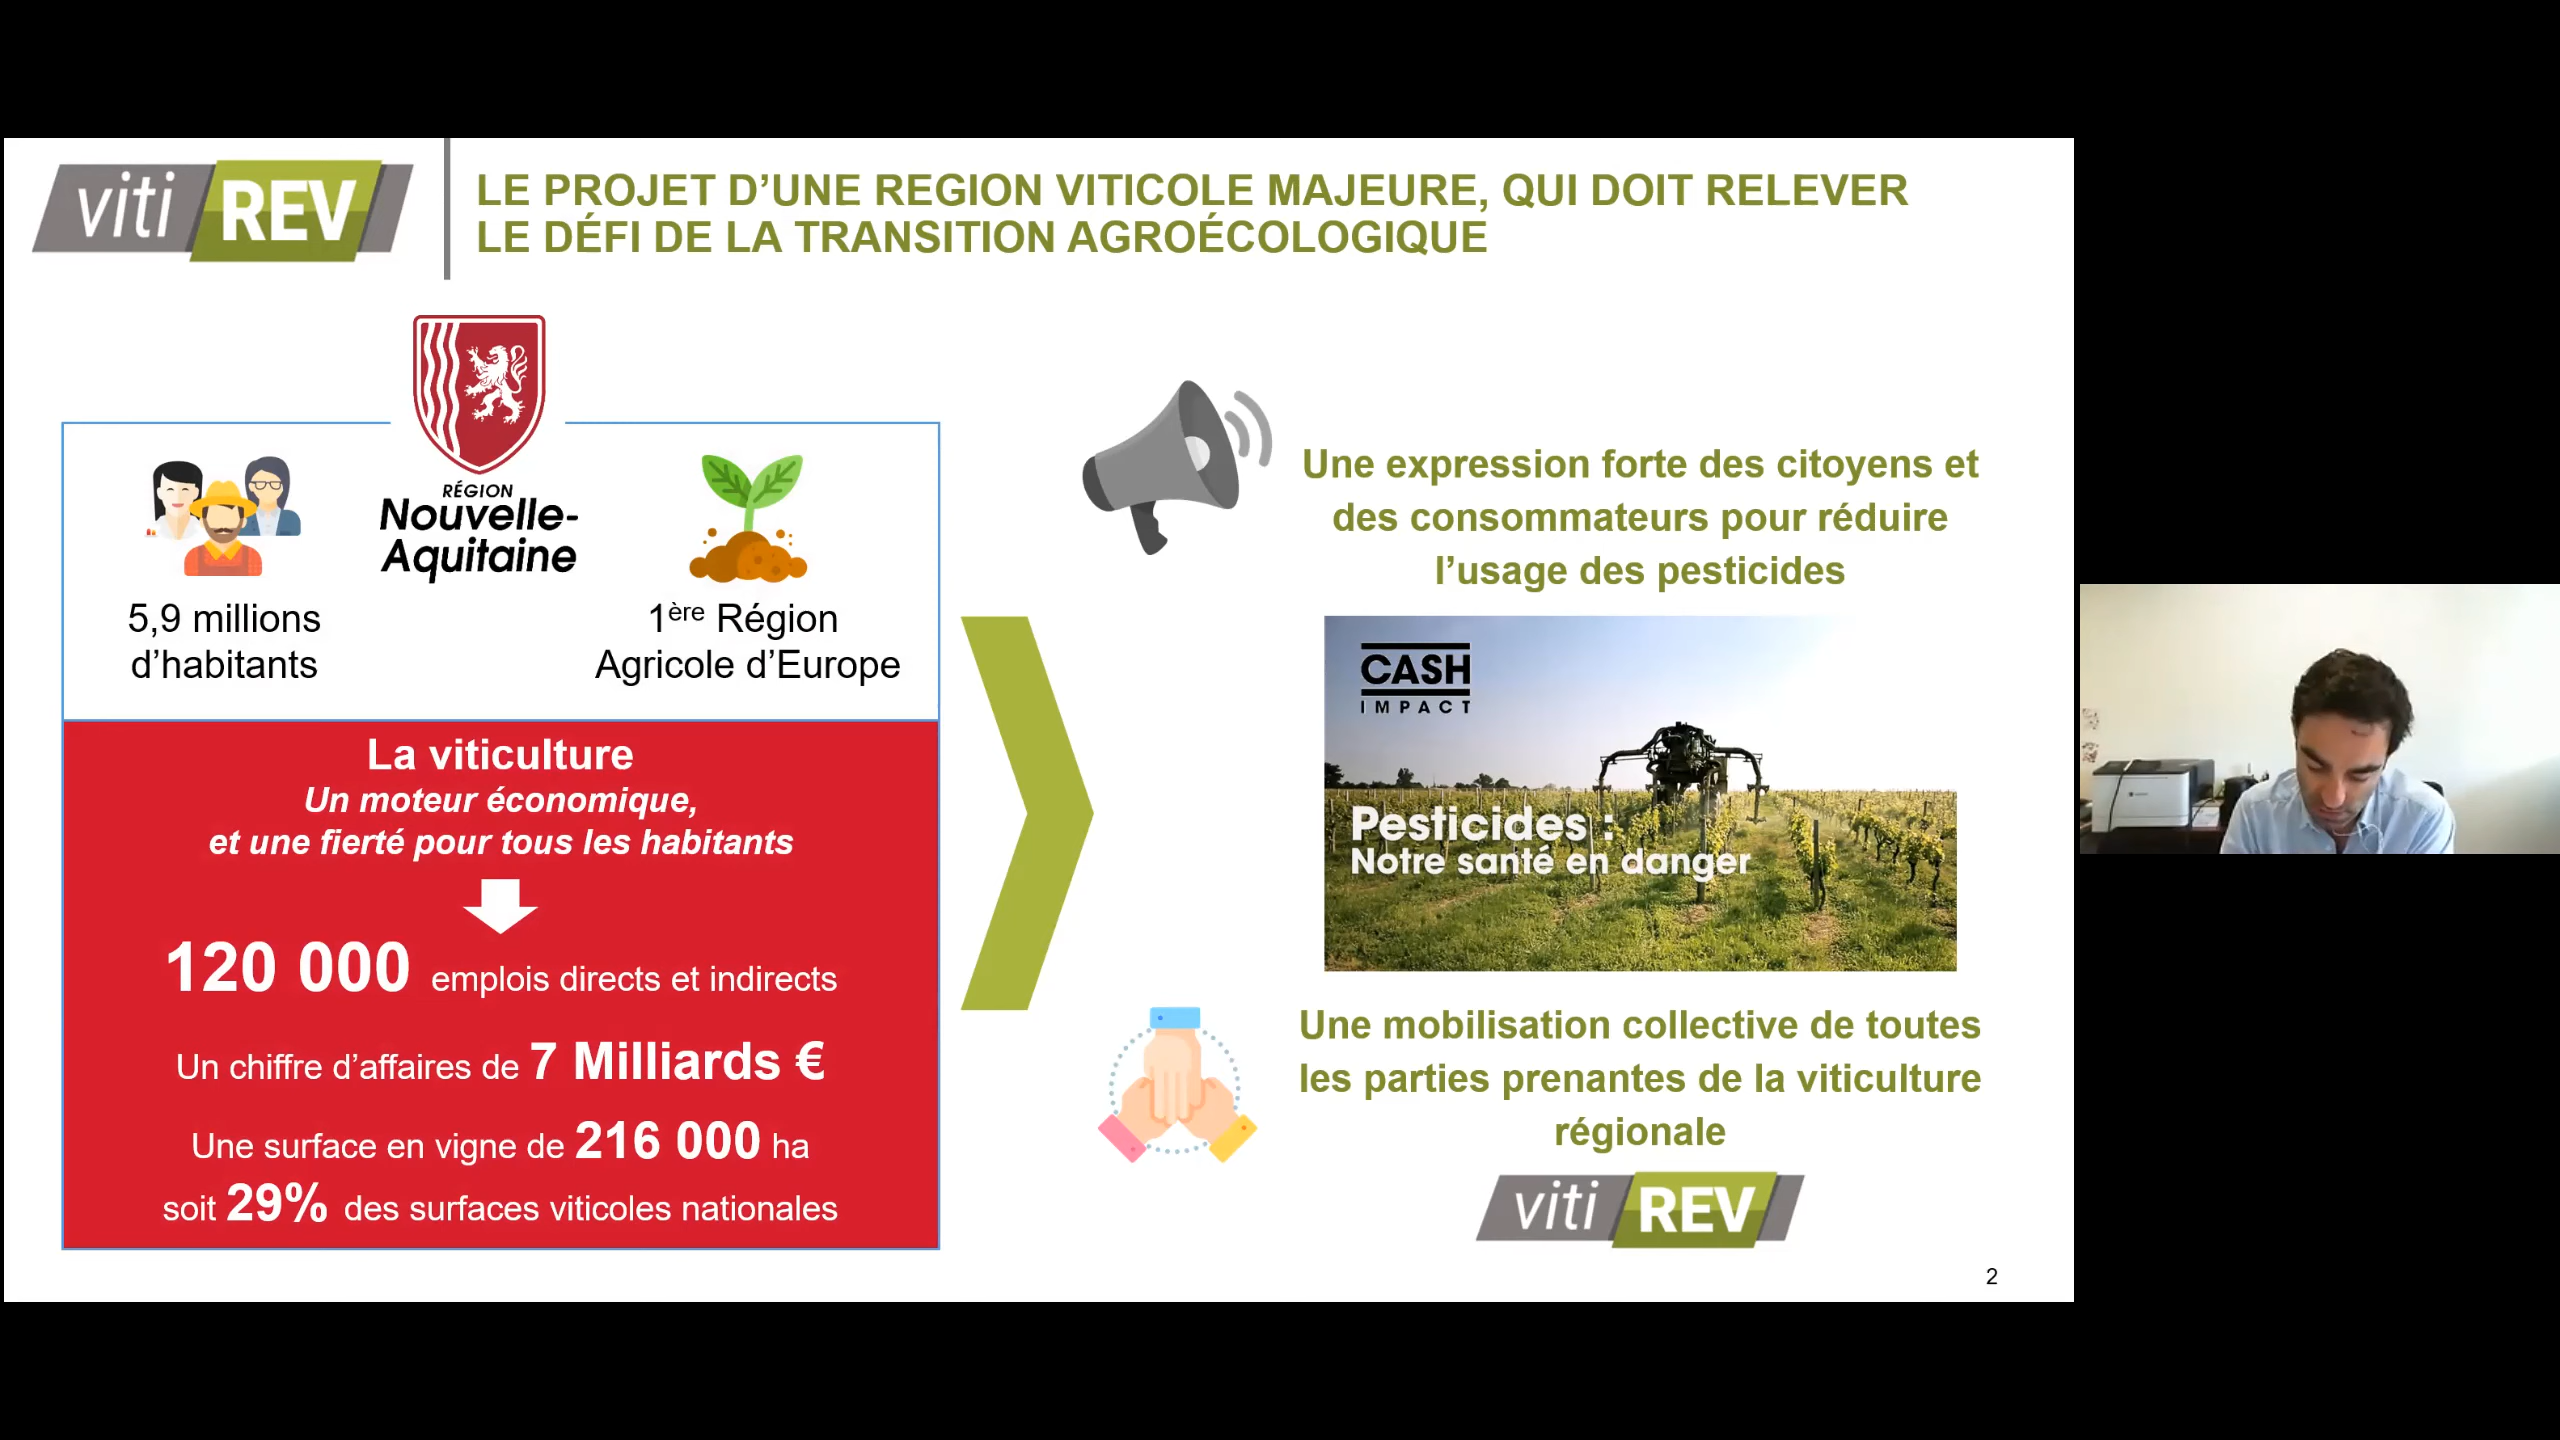 viti REV
LE PROJET D’UNE REGION VITICOLE MAJEURE, QUI DOIT RELEVER
LE DÉFI DE LA TRANSITION AGROÉCOLOGIQUE
RÉGION
Nouvelle-
Aquitaine
5,9 millions
d’habitants
1ère Région
Agricole d’Europe
La viticulture
Un moteur économique,
et une fierté pour tous les habitants
120 000 emplois directs et indirects
Un chiffre d’affaires de 7 Milliards €
Une surface en vigne de 216 000 ha
soit 29% des surfaces viticoles nationales
Une expression forte des citoyens et
des consommateurs pour réduire
l’usage des pesticides
CASH
IMPACT
Pesticides :
Notre santé en danger
Une mobilisation collective de toutes
les parties prenantes de la viticulture
régionale
viti REV
2